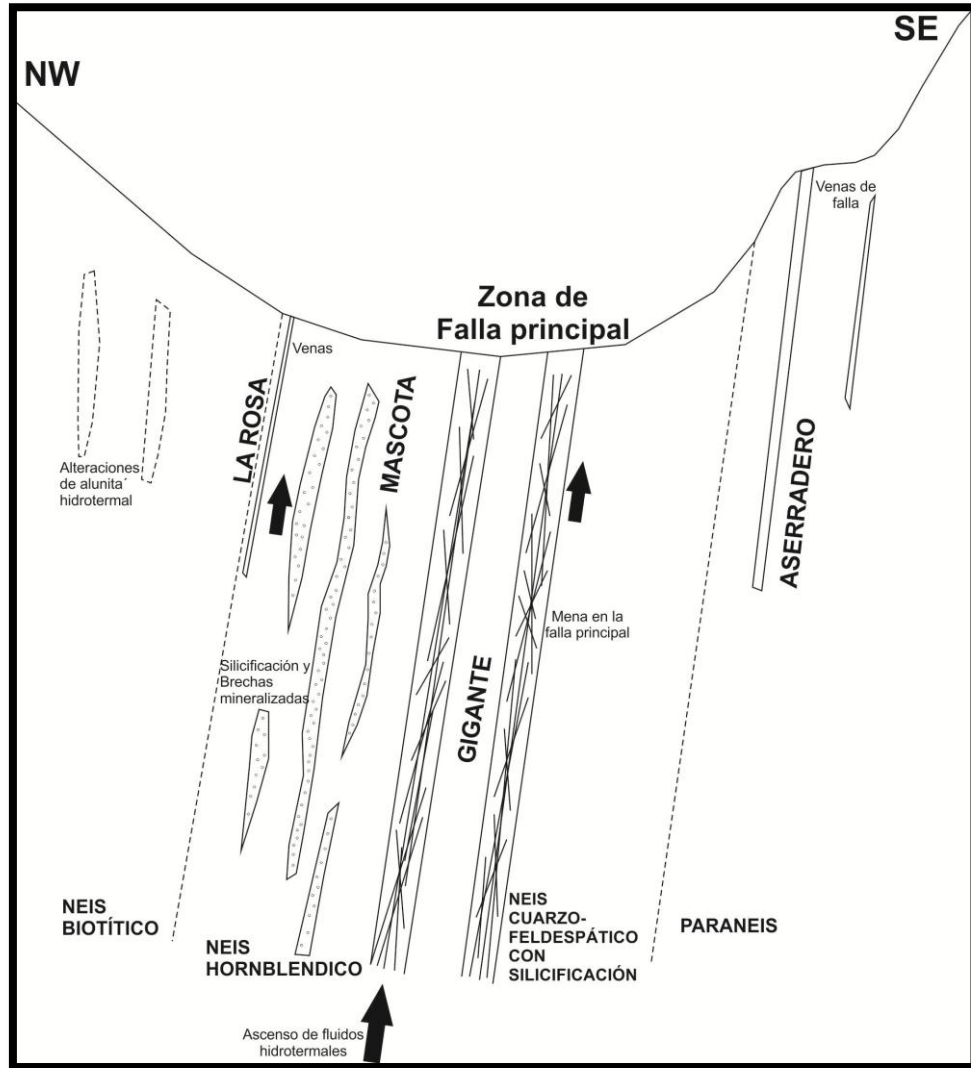 SE
NW
Venas de
falla
Zona de
Falla principal
Venas
LA ROSA
MASCOTA
ASERRADERO
Alteraciones
de alunita´
hidrotermal
Mena en la
falla principal
GIGANTE
Silicificación y
Brechas
mineralizadas
NEIS
BIOTÍTICO
NEIS
HORNBLENDICO
NEIS
CUARZO-
FELDESPÁTICO
CON
SILICIFICACIÓN
PARANEIS
Ascenso de fluidos
hidrotermales